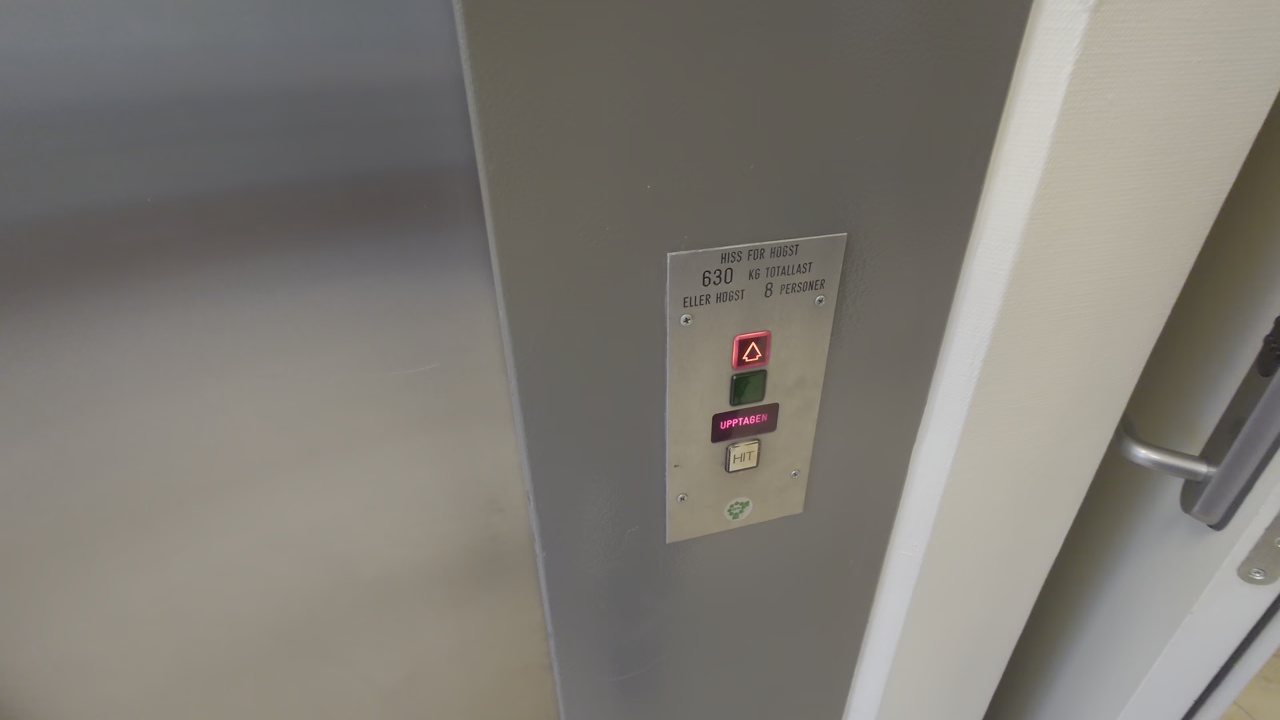 HISS FÖR HÖGST
630 KG TOTALLAST
ELLER HÖGST 8 PERSONER
UPPTAGEN
HIT